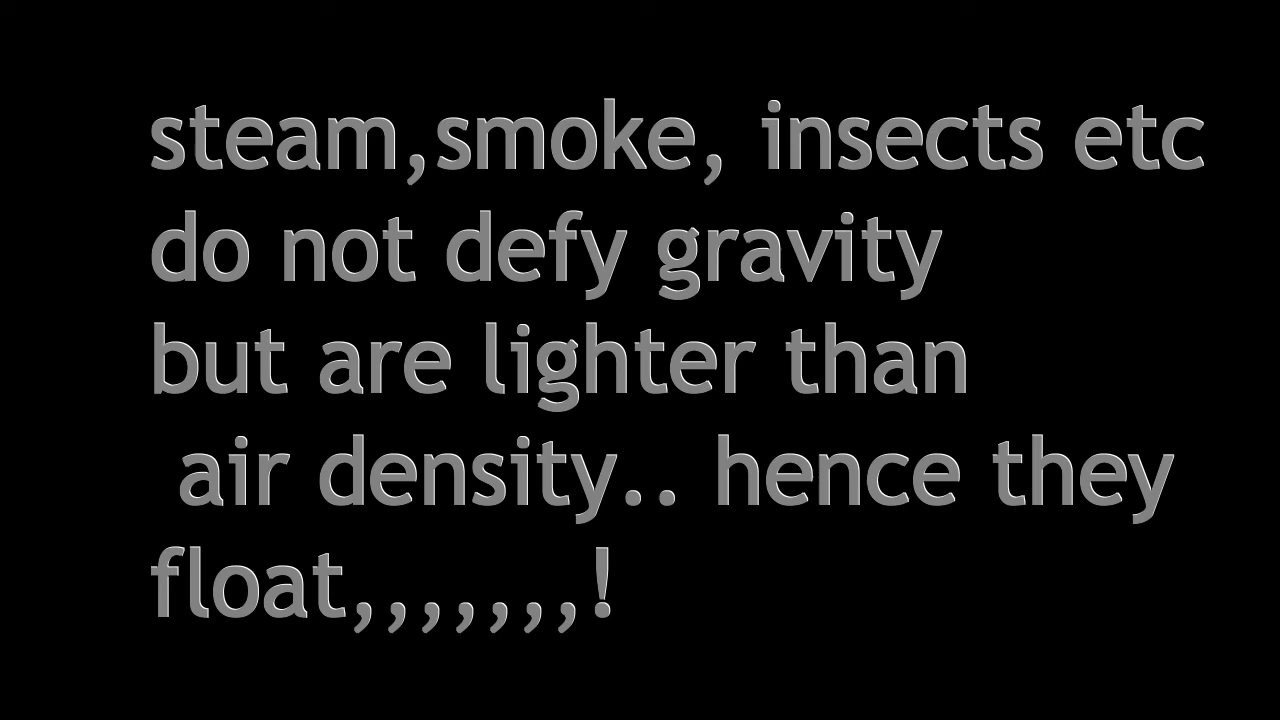 steam,smoke, insects etc
do not defy gravity
but are lighter than
air density.. hence they
float,,,,,,,!